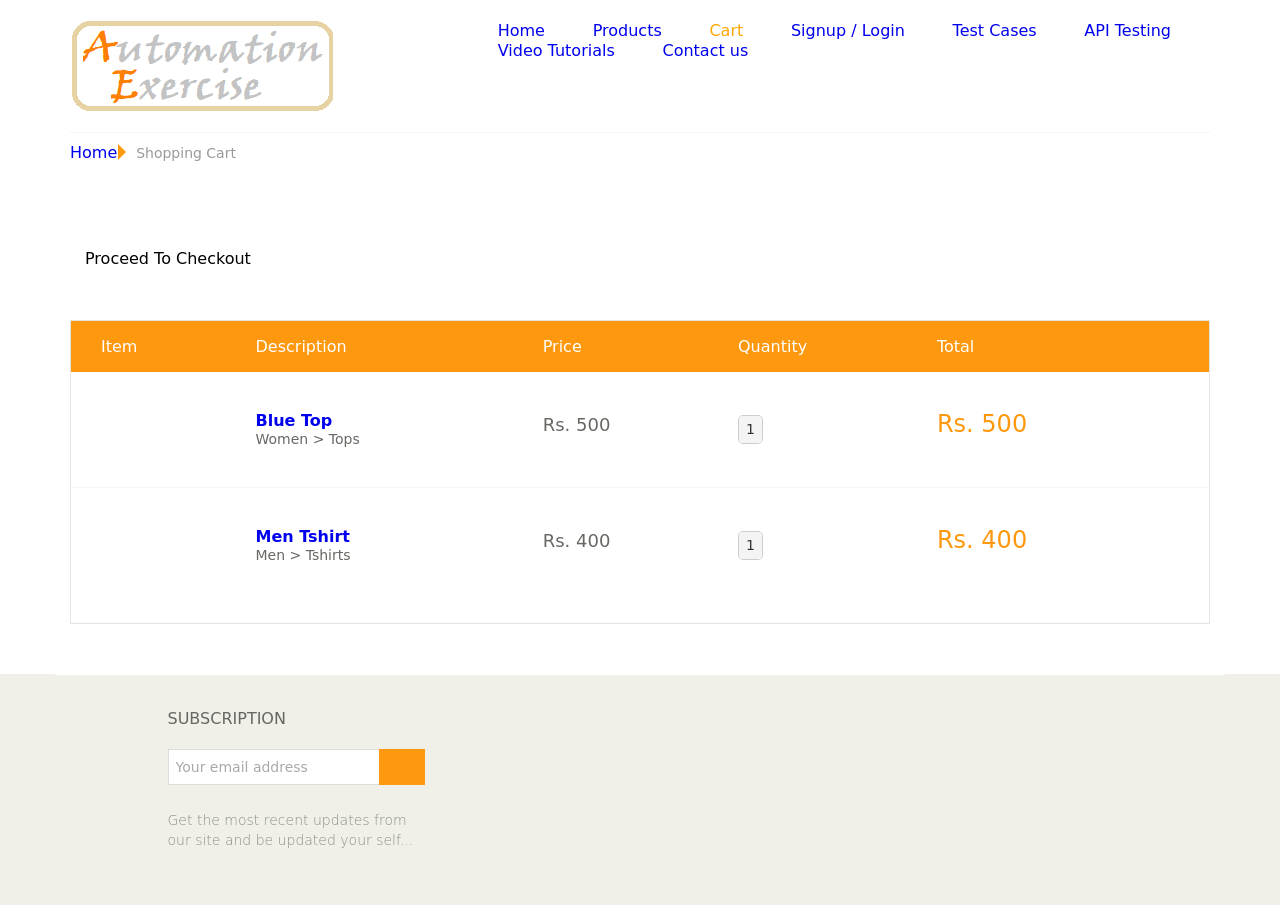 Automation
Exercise
Home Products Cart Signup / Login Test Cases API Testing
Video Tutorials Contact us
Home Shopping Cart
Proceed To Checkout
Item Description Price Quantity Total
Blue Top
Women > Tops
Rs. 500 1 Rs. 500
Men Tshirt
Men > Tshirts
Rs. 400 1 Rs. 400
SUBSCRIPTION
Your email address
Get the most recent updates from
our site and be updated your self...